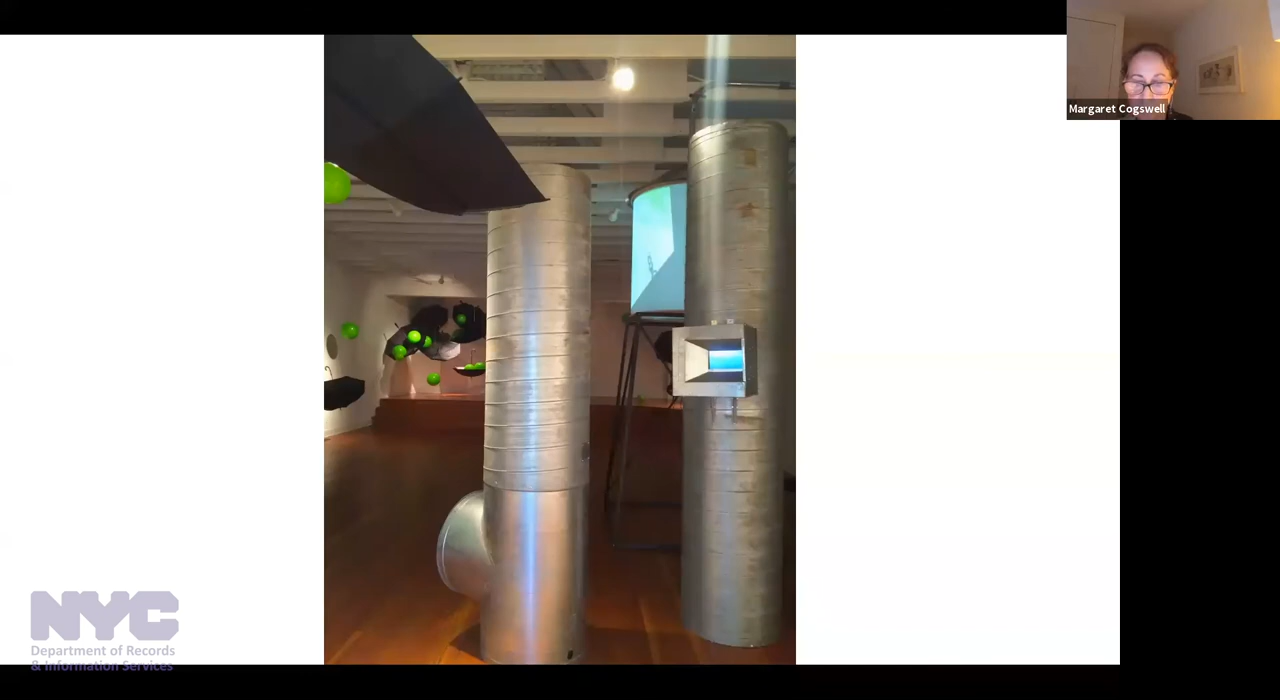 Margaret Cogswell
NYC
Department of Records
& Information Services